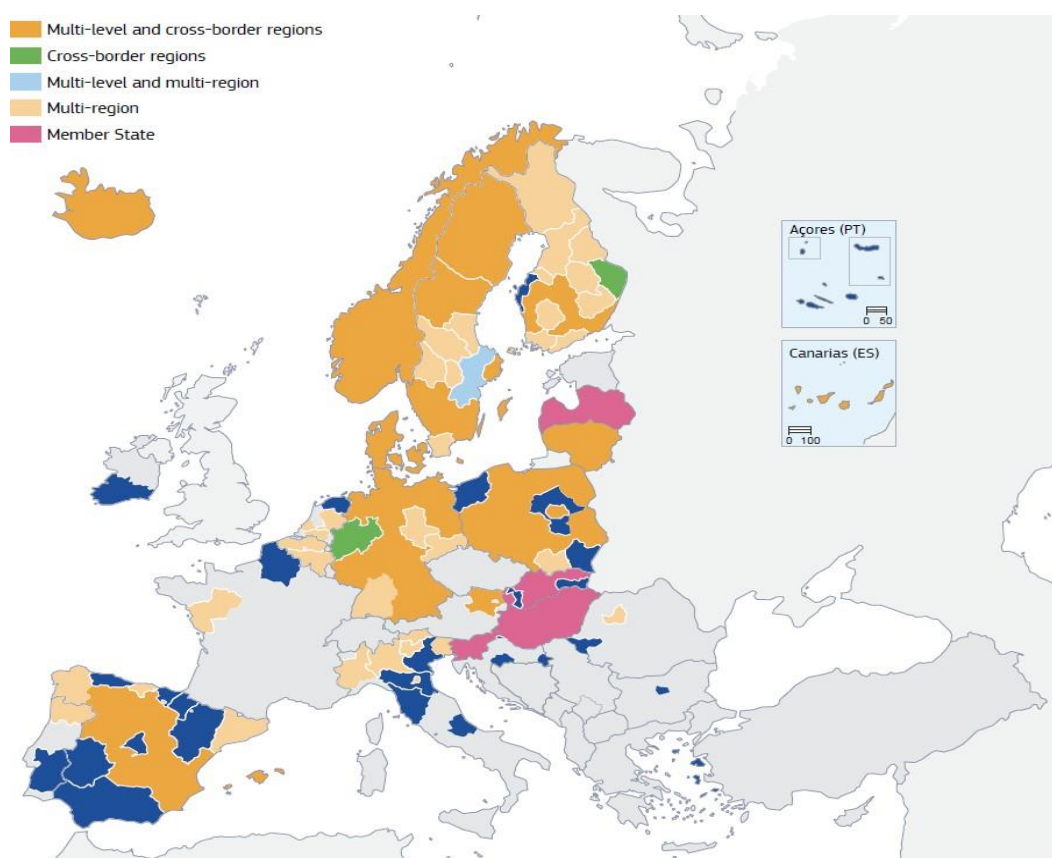 Multi-level and cross-border regions
Cross-border regions
Multi-level and multi-region
Multi-region
Member State
Açores (PT)
0 50
Canarias (ES)
0 100